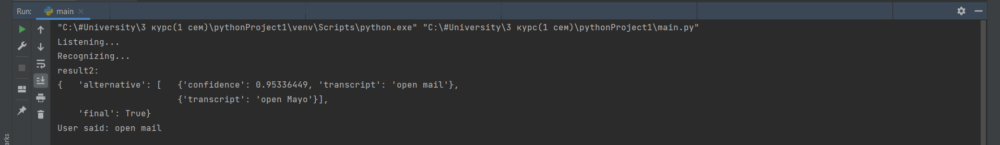 Run: main
"C:\#University\3 курс(1 сем)\pythonProject1\venv\Scripts\python.exe" "C:\#University\3 курс(1 сем)\pythonProject1\main.py"
Listening...
Recognizing...
result2:
{   'alternative': [   {'confidence': 0.95336449, 'transcript': 'open mail'},
                       {'transcript': 'open Mayo'}],
    'final': True}
User said: open mail
arks